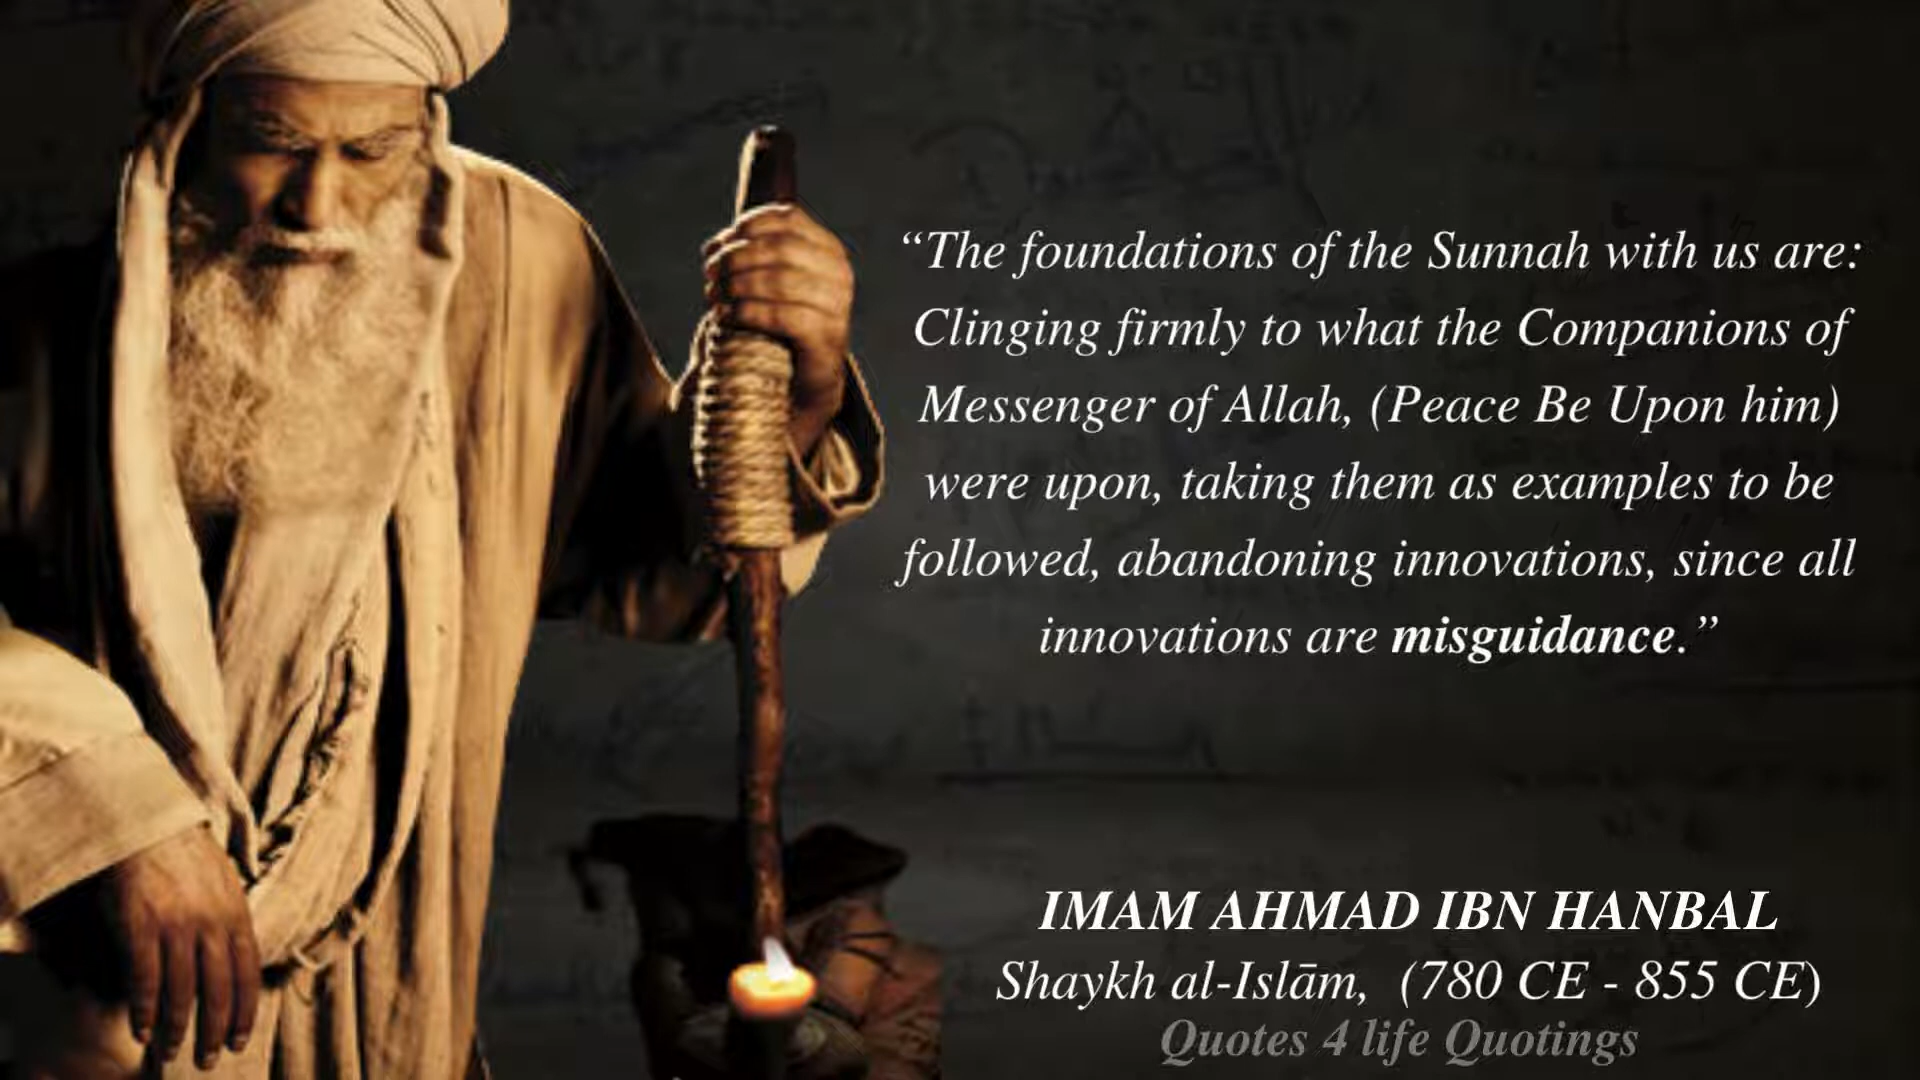 “The foundations of the Sunnah with us are:
Clinging firmly to what the Companions of
Messenger of Allah, (Peace Be Upon him)
were upon, taking them as examples to be
followed, abandoning innovations, since all
innovations are misguidance.”
IMAM AHMAD IBN HANBAL
Shaykh al-Islām, (780 CE - 855 CE)
Quotes 4 life Quotings